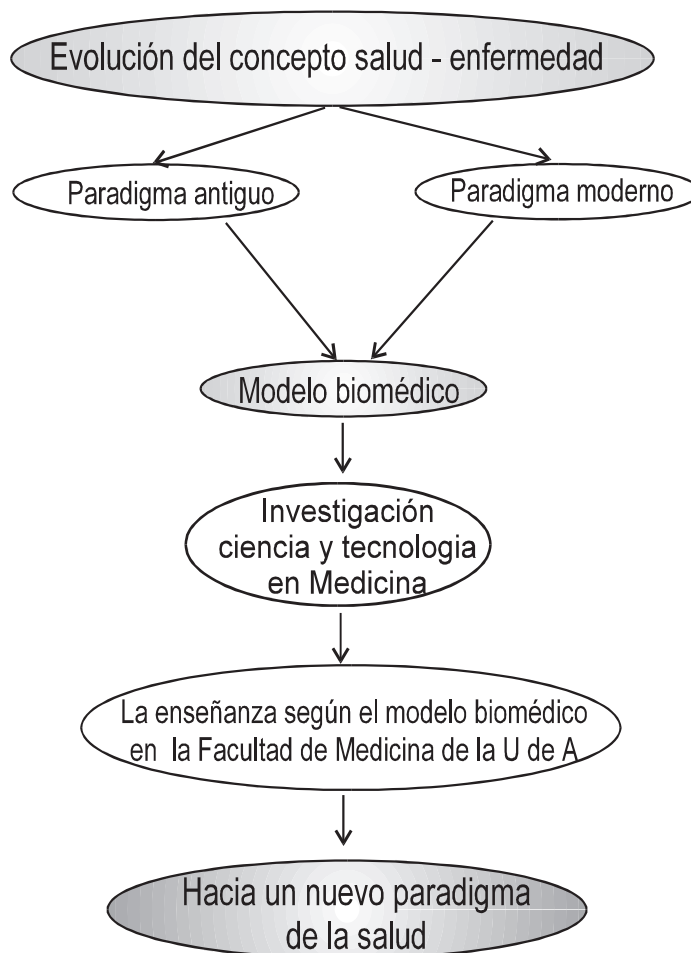 Evolución del concepto salud - enfermedad
Paradigma antiguo
Paradigma moderno
Modelo biomédico
Investigación
ciencia y tecnologia
en Medicina
La enseñanza según el modelo biomédico
en la Facultad de Medicina de la U de A
Hacia un nuevo paradigma
de la salud